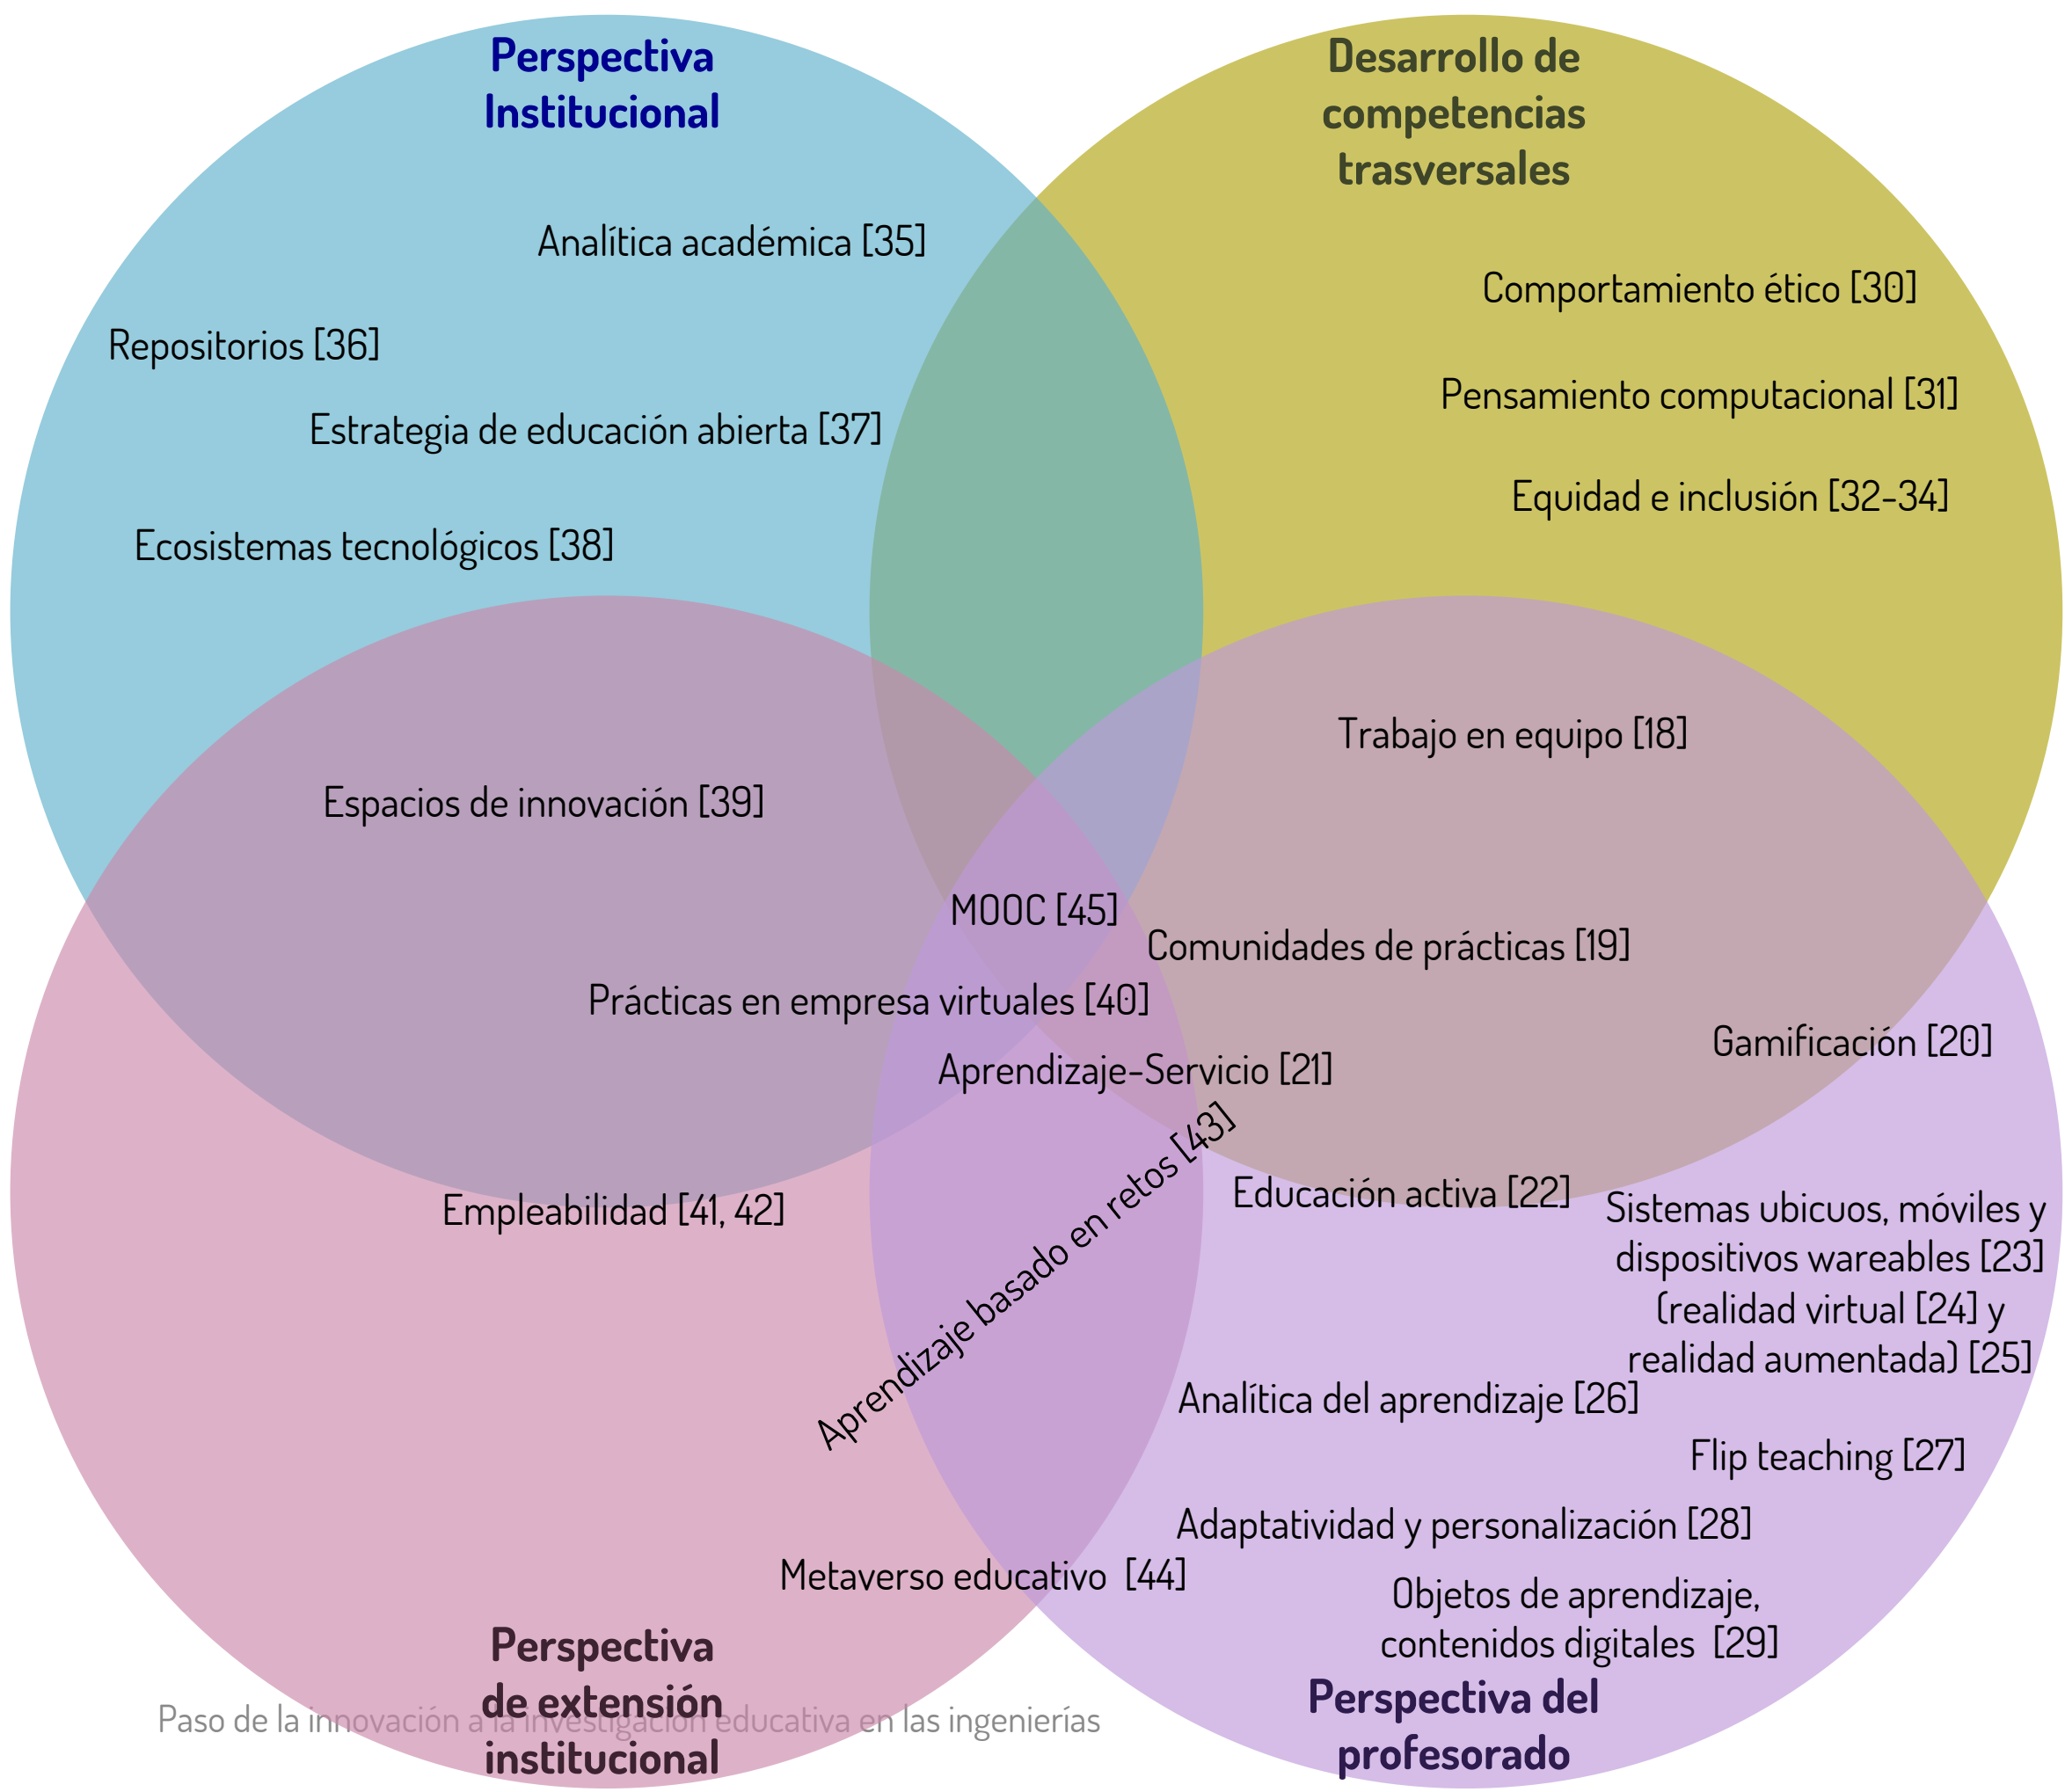 Perspectiva
Institucional
Desarrollo de
competencias
trasversales
Analítica académica [35]
Comportamiento ético [30]
Repositorios [36]
Pensamiento computacional [31]
Estrategia de educación abierta [37]
Equidad e inclusión [32-34]
Ecosistemas tecnológicos [38]
Trabajo en equipo [18]
Espacios de innovación [39]
MOOC [45]
Comunidades de prácticas [19]
Prácticas en empresa virtuales [40]
Gamificación [20]
Aprendizaje-Servicio [21]
Aprendizaje basado en retos [43]
Educación activa [22]
Empleabilidad [41, 42]
Sistemas ubicuos, móviles y
dispositivos wareables [23]
(realidad virtual [24] y
realidad aumentada) [25]
Analítica del aprendizaje [26]
Flip teaching [27]
Adaptatividad y personalización [28]
Metaverso educativo [44]
Objetos de aprendizaje,
contenidos digitales [29]
Perspectiva
de extensión
institucional
Perspectiva del
profesorado
Paso de la innovación a la investigación educativa en las ingenierías